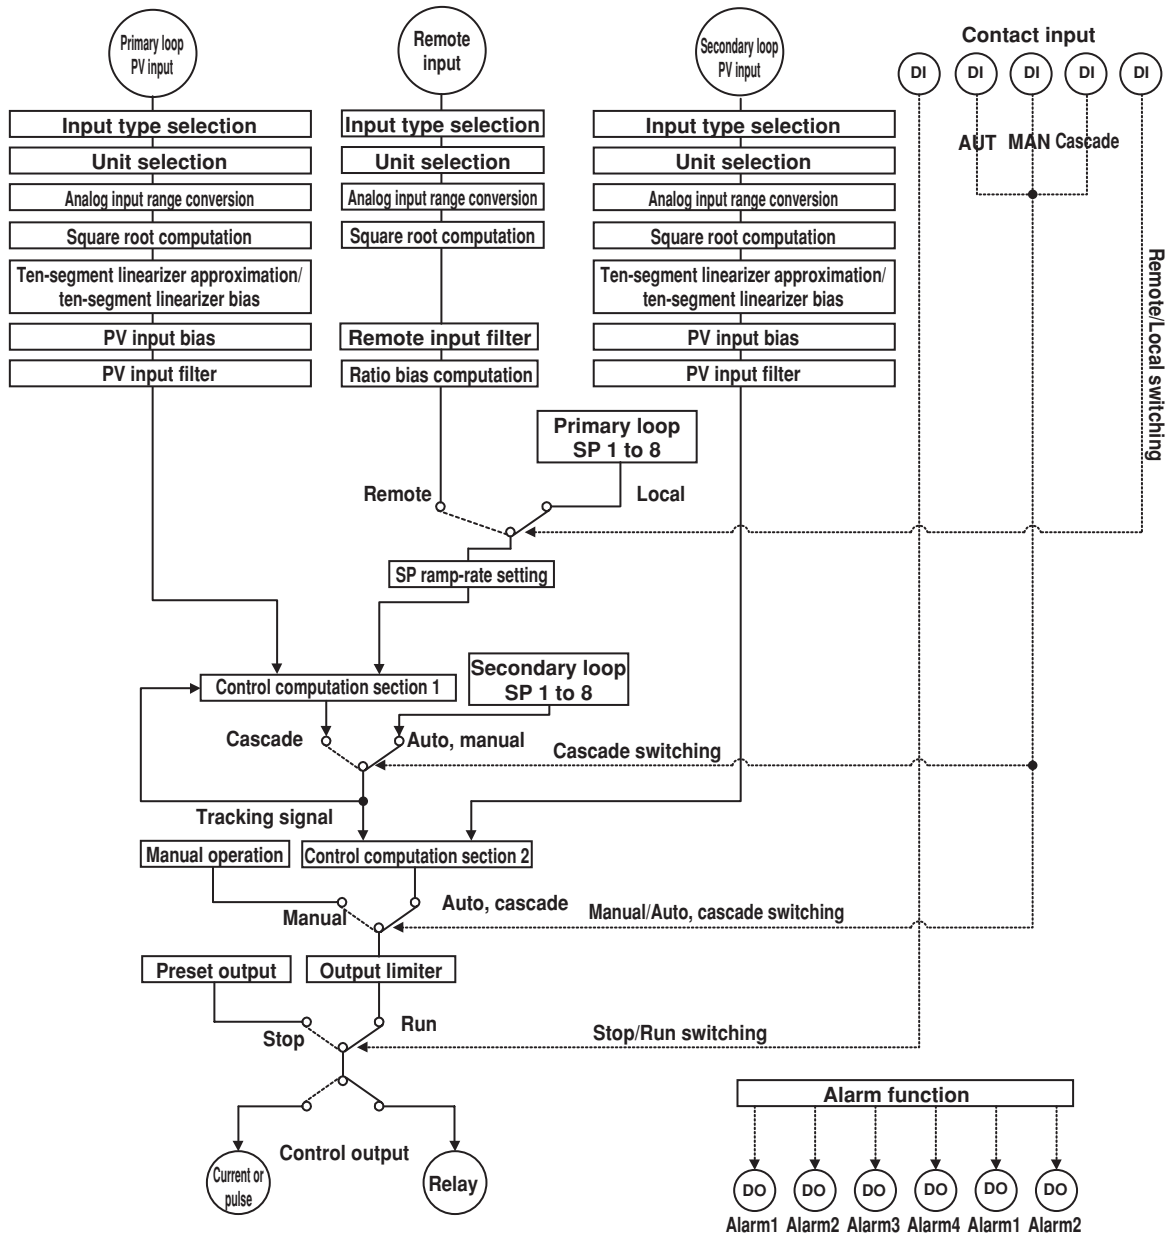 Primary loop
PV input
Remote
input
Secondary loop
PV input
Contact input
DI
DI
DI
DI
DI
AUT
MAN
Cascade
Input type selection
Input type selection
Input type selection
Unit selection
Unit selection
Unit selection
Analog input range conversion
Analog input range conversion
Analog input range conversion
Square root computation
Square root computation
Square root computation
Ten-segment linearizer approximation/
ten-segment linearizer bias
Ten-segment linearizer approximation/
ten-segment linearizer bias
PV input bias
Remote input filter
PV input bias
PV input filter
Ratio bias computation
PV input filter
Remote/Local switching
Primary loop
SP 1 to 8
Remote
Local
SP ramp-rate setting
Control computation section 1
Secondary loop
SP 1 to 8
Cascade
Auto, manual
Cascade switching
Tracking signal
Manual operation
Control computation section 2
Manual
Auto, cascade
Manual/Auto, cascade switching
Preset output
Output limiter
Stop
Run
Stop/Run switching
Control output
Current or
pulse
Relay
Alarm function
DO
DO
DO
DO
DO
DO
Alarm1
Alarm2
Alarm3
Alarm4
Alarm1
Alarm2